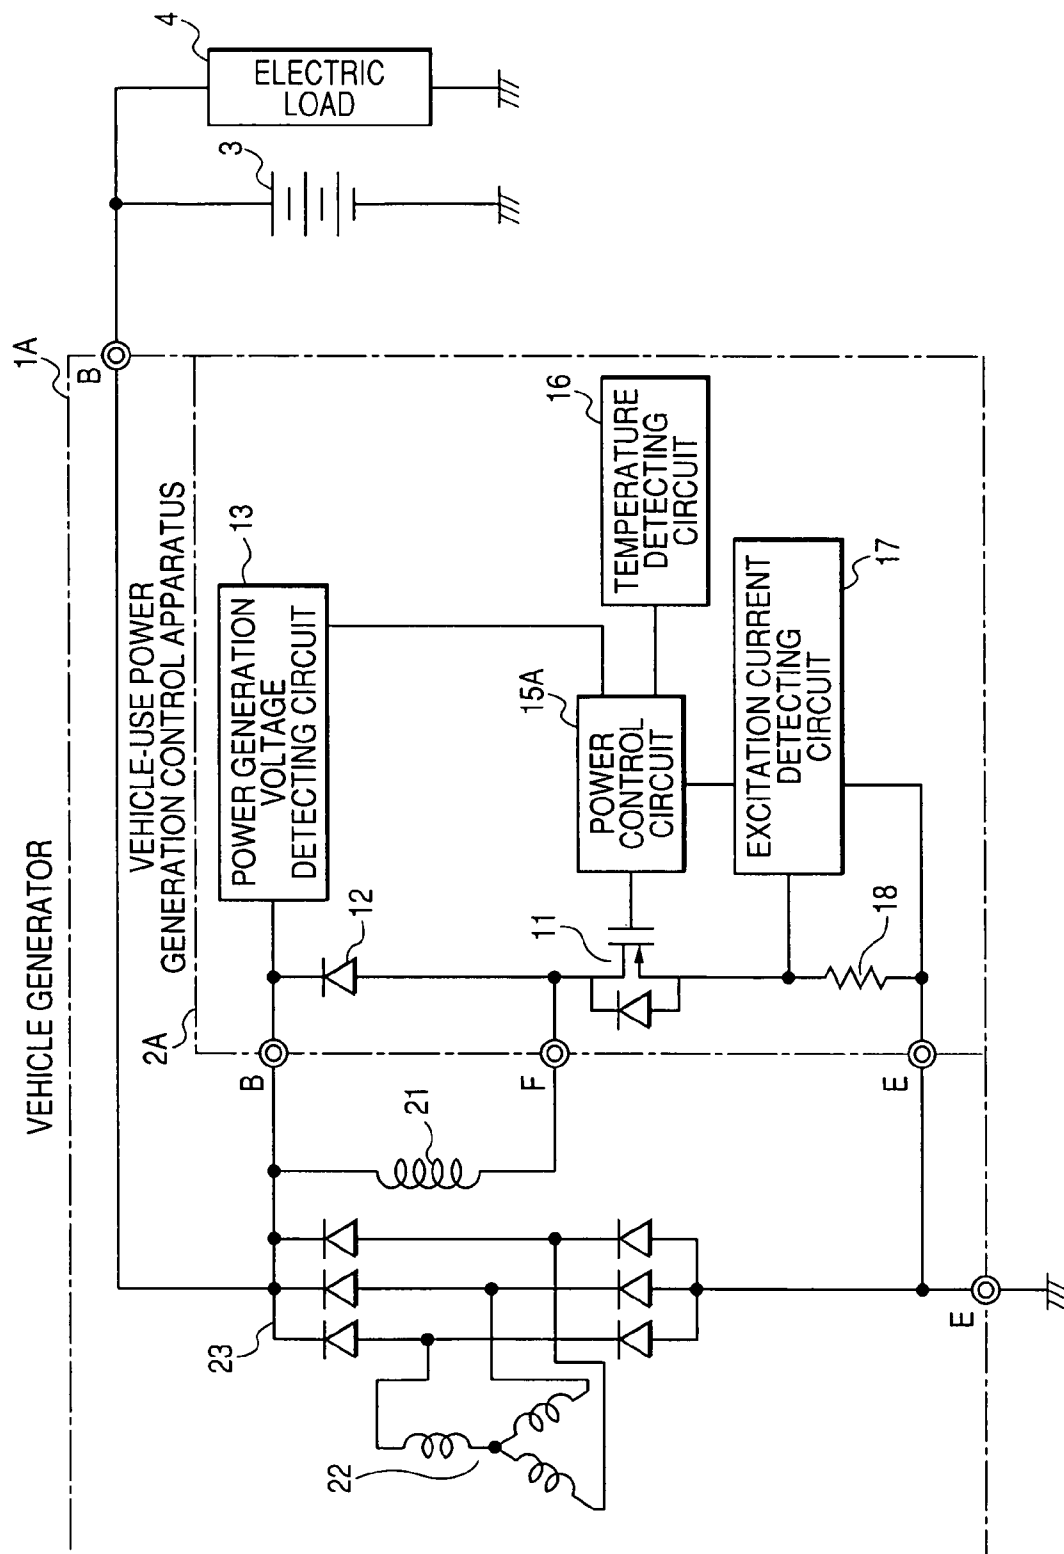 VEHICLE GENERATOR
1A
VEHICLE-USE POWER
GENERATION CONTROL APPARATUS
2A
B
B
F
E
E
POWER GENERATION
VOLTAGE
DETECTING CIRCUIT
13
12
11
15A
POWER
CONTROL
CIRCUIT
16
TEMPERATURE
DETECTING
CIRCUIT
EXCITATION CURRENT
DETECTING
CIRCUIT
17
18
21
22
23
3
4
ELECTRIC
LOAD